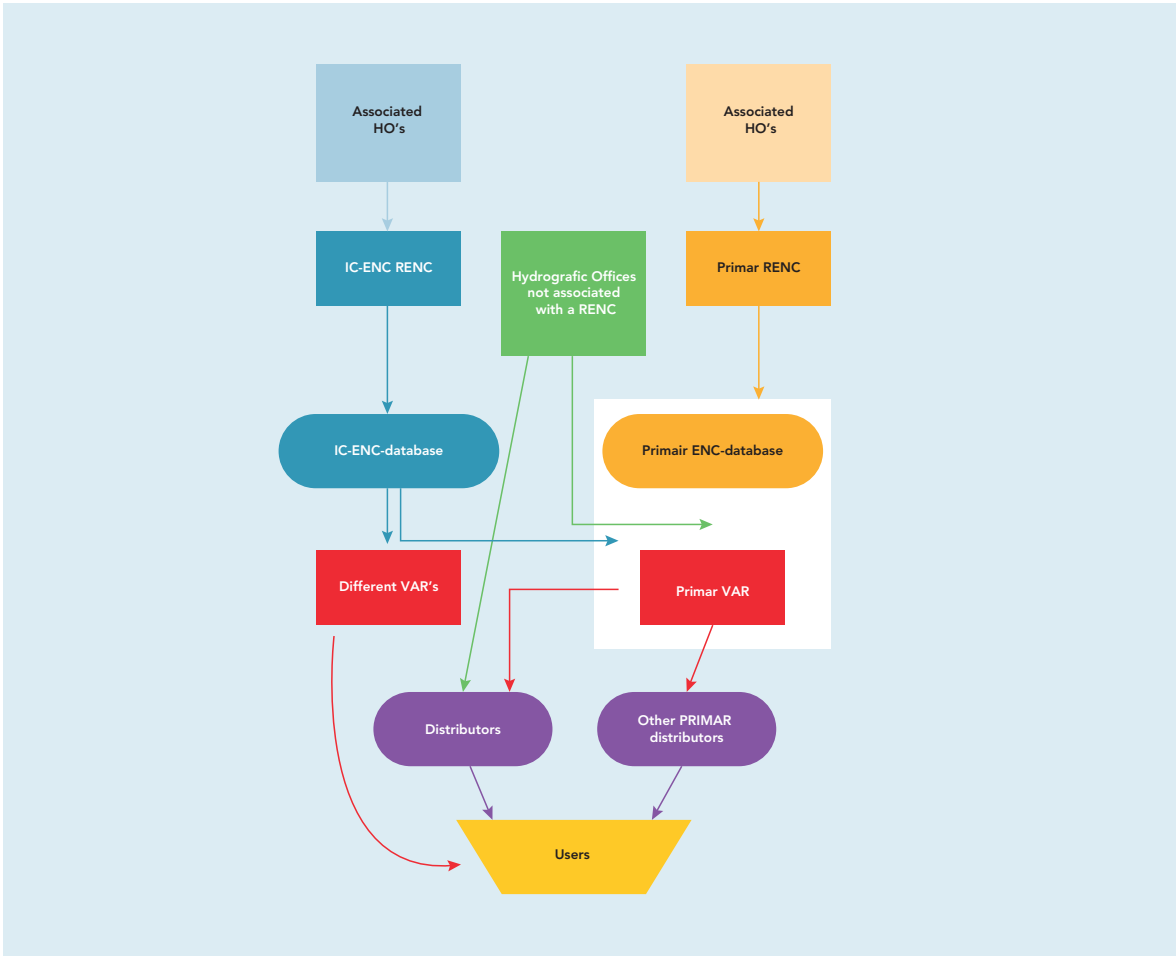 Associated
HO's
Associated
HO's
IC-ENC RENC
Hydrografic Offices
not associated
with a RENC
Primar RENC
IC-ENC-database
Primair ENC-database
Different VAR's
Primar VAR
Distributors
Other PRIMAR
distributors
Users